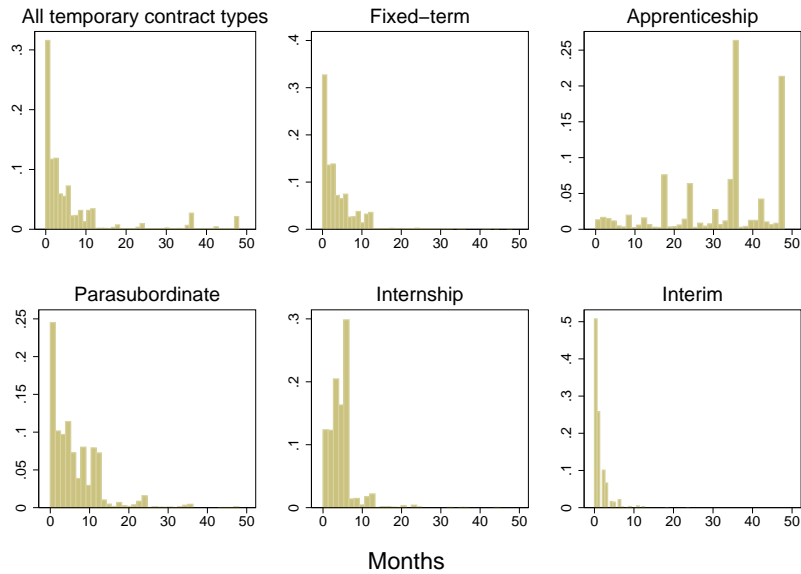 All temporary contract types
Fixed−term
Apprenticeship
0 .1 .2 .3
0 10 20 30 40 50
0 .1 .2 .3 .4
0 10 20 30 40 50
0 .05 .1 .15 .2 .25
0 10 20 30 40 50
Parasubordinate
Internship
Interim
0 .05 .1 .15 .2 .25
0 10 20 30 40 50
0 .1 .2 .3
0 10 20 30 40 50
0 .1 .2 .3 .4 .5
0 10 20 30 40 50
Months